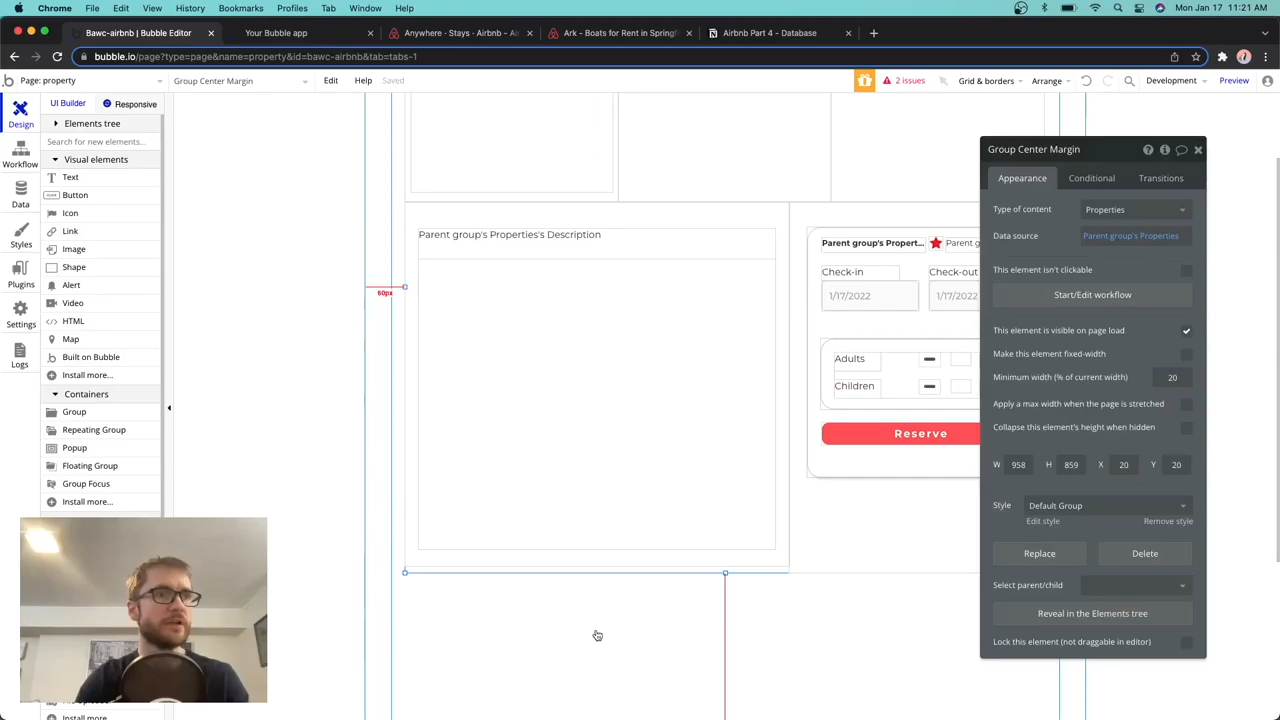 Chrome File Edit View History Bookmarks Profiles Tab Window Help Mon Jan 17 11:21 AM
Bawc-airbnb | Bubble Editor Your Bubble app Anywhere · Stays · Airbnb – Ai Ark - Boats for Rent in Springf Airbnb Part 4 – Database
bubble.io/page?type=page&name=property&id=bawc-airbnb&tab=tabs-1
Page: property Group Center Margin Edit Help Saved 2 issues Grid & borders Arrange Development Preview
Design
Workflow
Data
Styles
Plugins
Settings
Logs
UI Builder Responsive
Elements tree
Search for new elements...
Visual elements
Text
Button
Icon
Link
Image
Shape
Alert
Video
HTML
Map
Built on Bubble
Install more...
Containers
Group
Repeating Group
Popup
Floating Group
Group Focus
Install more...
Install more
Parent group's Properties's Description
60px
Parent group's Propert... Parent g
Check-in Check-out
1/17/2022 1/17/2022
Adults
Children
Reserve
Group Center Margin
Appearance Conditional Transitions
Type of content Properties
Data source Parent group's Properties
This element isn't clickable
Start/Edit workflow
This element is visible on page load
Make this element fixed-width
Minimum width (% of current width) 20
Apply a max width when the page is stretched
Collapse this element's height when hidden
W 958 H 859 X 20 Y 20
Style Default Group
Edit style Remove style
Replace Delete
Select parent/child
Reveal in the Elements tree
Lock this element (not draggable in editor)